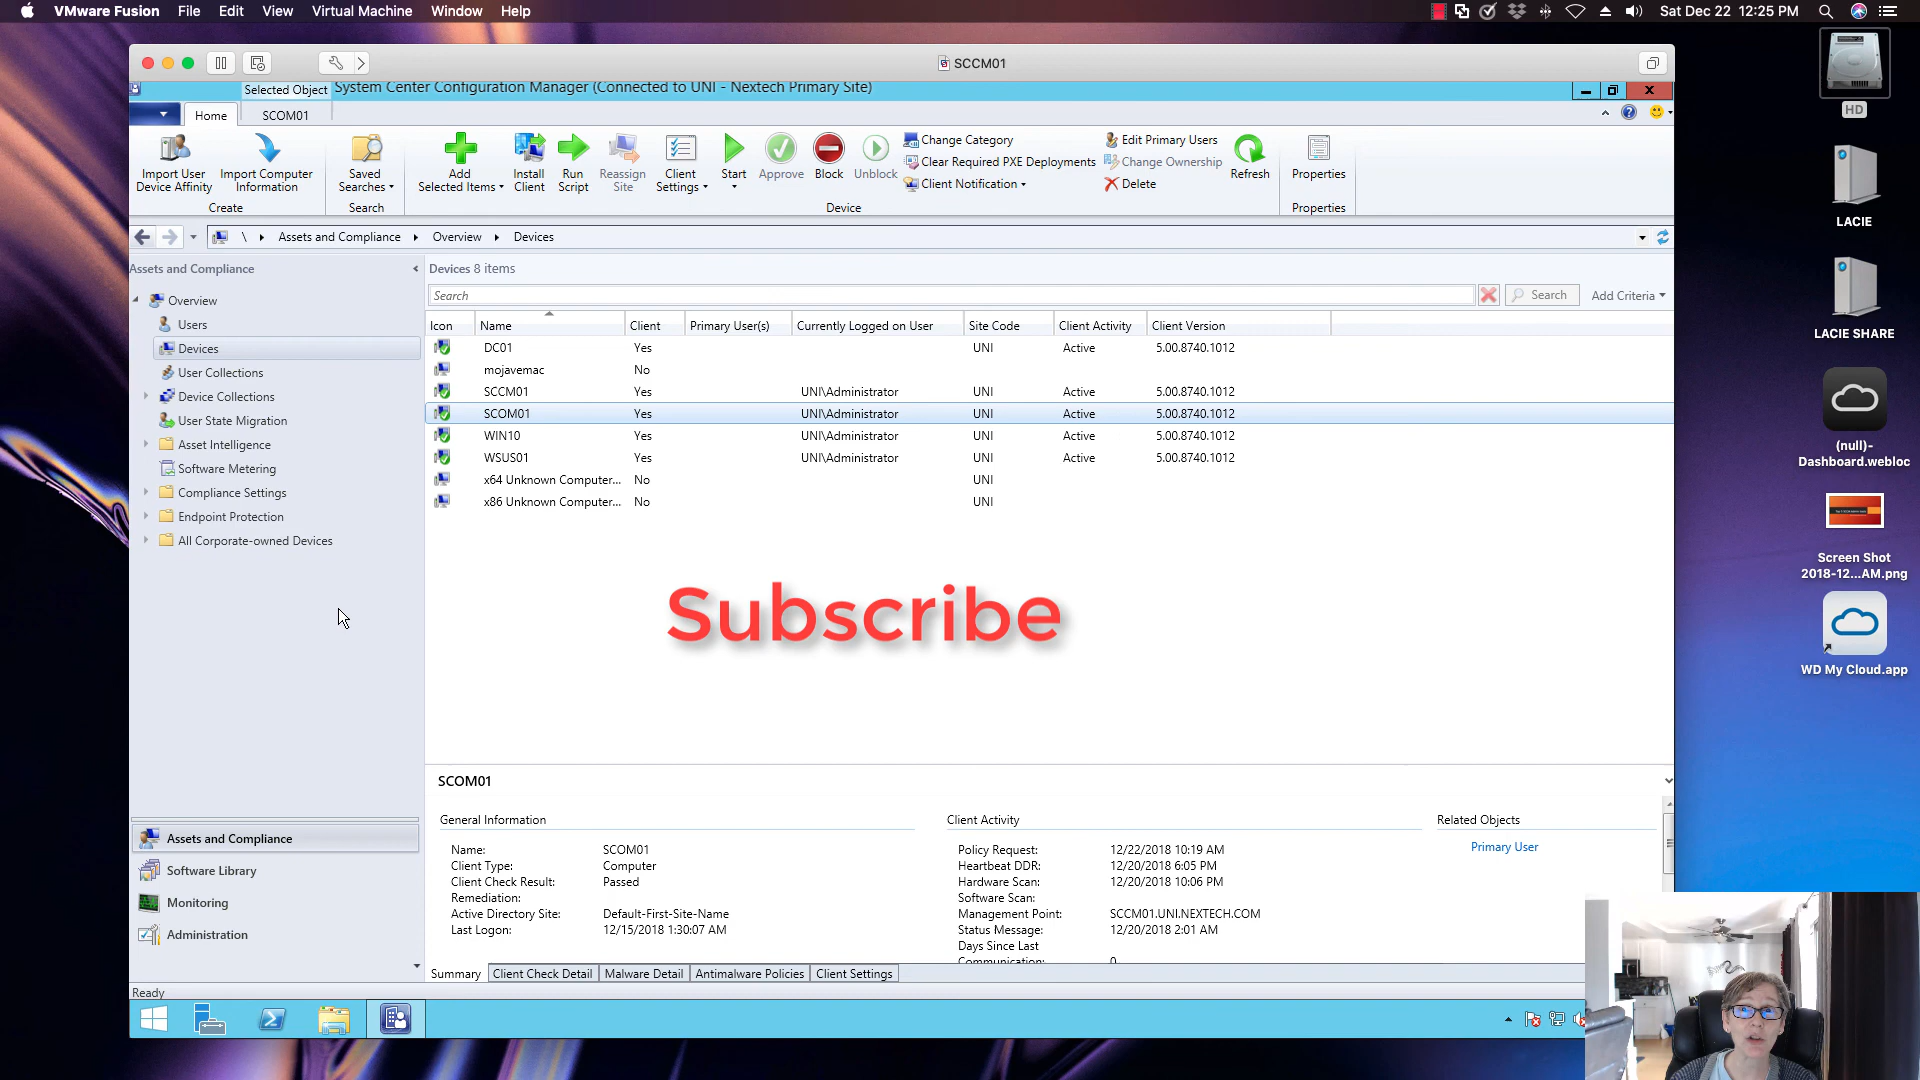 VMware Fusion File Edit View Virtual Machine Window Help Sat Dec 22 12:25 PM
SCCM01
Selected Object System Center Configuration Manager (Connected to UNI - Nextech Primary Site)
Home SCOM01
Import User Device Affinity
Import Computer Information
Create
Saved Searches
Search
Add Selected Items
Install Client
Run Script
Reassign Site
Client Settings
Start
Approve
Block
Unblock
Change Category
Clear Required PXE Deployments
Client Notification
Edit Primary Users
Change Ownership
Delete
Refresh
Device
Properties
Properties
\ Assets and Compliance Overview Devices
Assets and Compliance
Overview
Users
Devices
User Collections
Device Collections
User State Migration
Asset Intelligence
Software Metering
Compliance Settings
Endpoint Protection
All Corporate-owned Devices
Assets and Compliance
Software Library
Monitoring
Administration
Devices 8 items
Search Search Add Criteria
Icon Name Client Primary User(s) Currently Logged on User Site Code Client Activity Client Version
DC01 Yes UNI Active 5.00.8740.1012
mojavemac No
SCCM01 Yes UNI\Administrator UNI Active 5.00.8740.1012
SCOM01 Yes UNI\Administrator UNI Active 5.00.8740.1012
WIN10 Yes UNI\Administrator UNI Active 5.00.8740.1012
WSUS01 Yes UNI\Administrator UNI Active 5.00.8740.1012
x64 Unknown Computer... No UNI
x86 Unknown Computer... No UNI
Subscribe
SCOM01
General Information
Name: SCOM01
Client Type: Computer
Client Check Result: Passed
Remediation:
Active Directory Site: Default-First-Site-Name
Last Logon: 12/15/2018 1:30:07 AM
Client Activity
Policy Request: 12/22/2018 10:19 AM
Heartbeat DDR: 12/20/2018 6:05 PM
Hardware Scan: 12/20/2018 10:06 PM
Software Scan:
Management Point: SCCM01.UNI.NEXTECH.COM
Status Message: 12/20/2018 2:01 AM
Days Since Last
Communication: 0
Related Objects
Primary User
Summary Client Check Detail Malware Detail Antimalware Policies Client Settings
Ready
HD
LACIE
LACIE SHARE
(null)-
Dashboard.webloc
Screen Shot
2018-12...AM.png
WD My Cloud.app